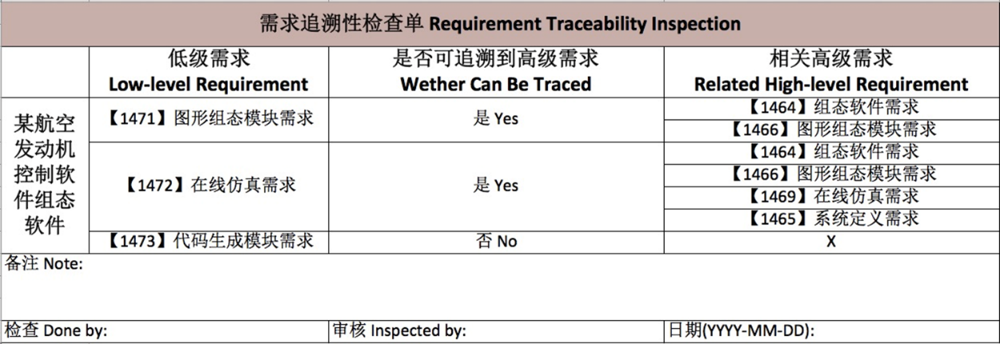 需求追溯性检查单 Requirement Traceability Inspection
低级需求
Low-level Requirement
是否可追溯到高级需求
Wether Can Be Traced
相关高级需求
Related High-level Requirement
某航空
发动机
控制软
件组态
软件
【1471】图形组态模块需求
是 Yes
【1464】组态软件需求
【1466】图形组态模块需求
【1472】在线仿真需求
是 Yes
【1464】组态软件需求
【1466】图形组态模块需求
【1469】在线仿真需求
【1465】系统定义需求
【1473】代码生成模块需求
否 No
X
备注 Note:
检查 Done by:
审核 Inspected by:
日期(YYYY-MM-DD):